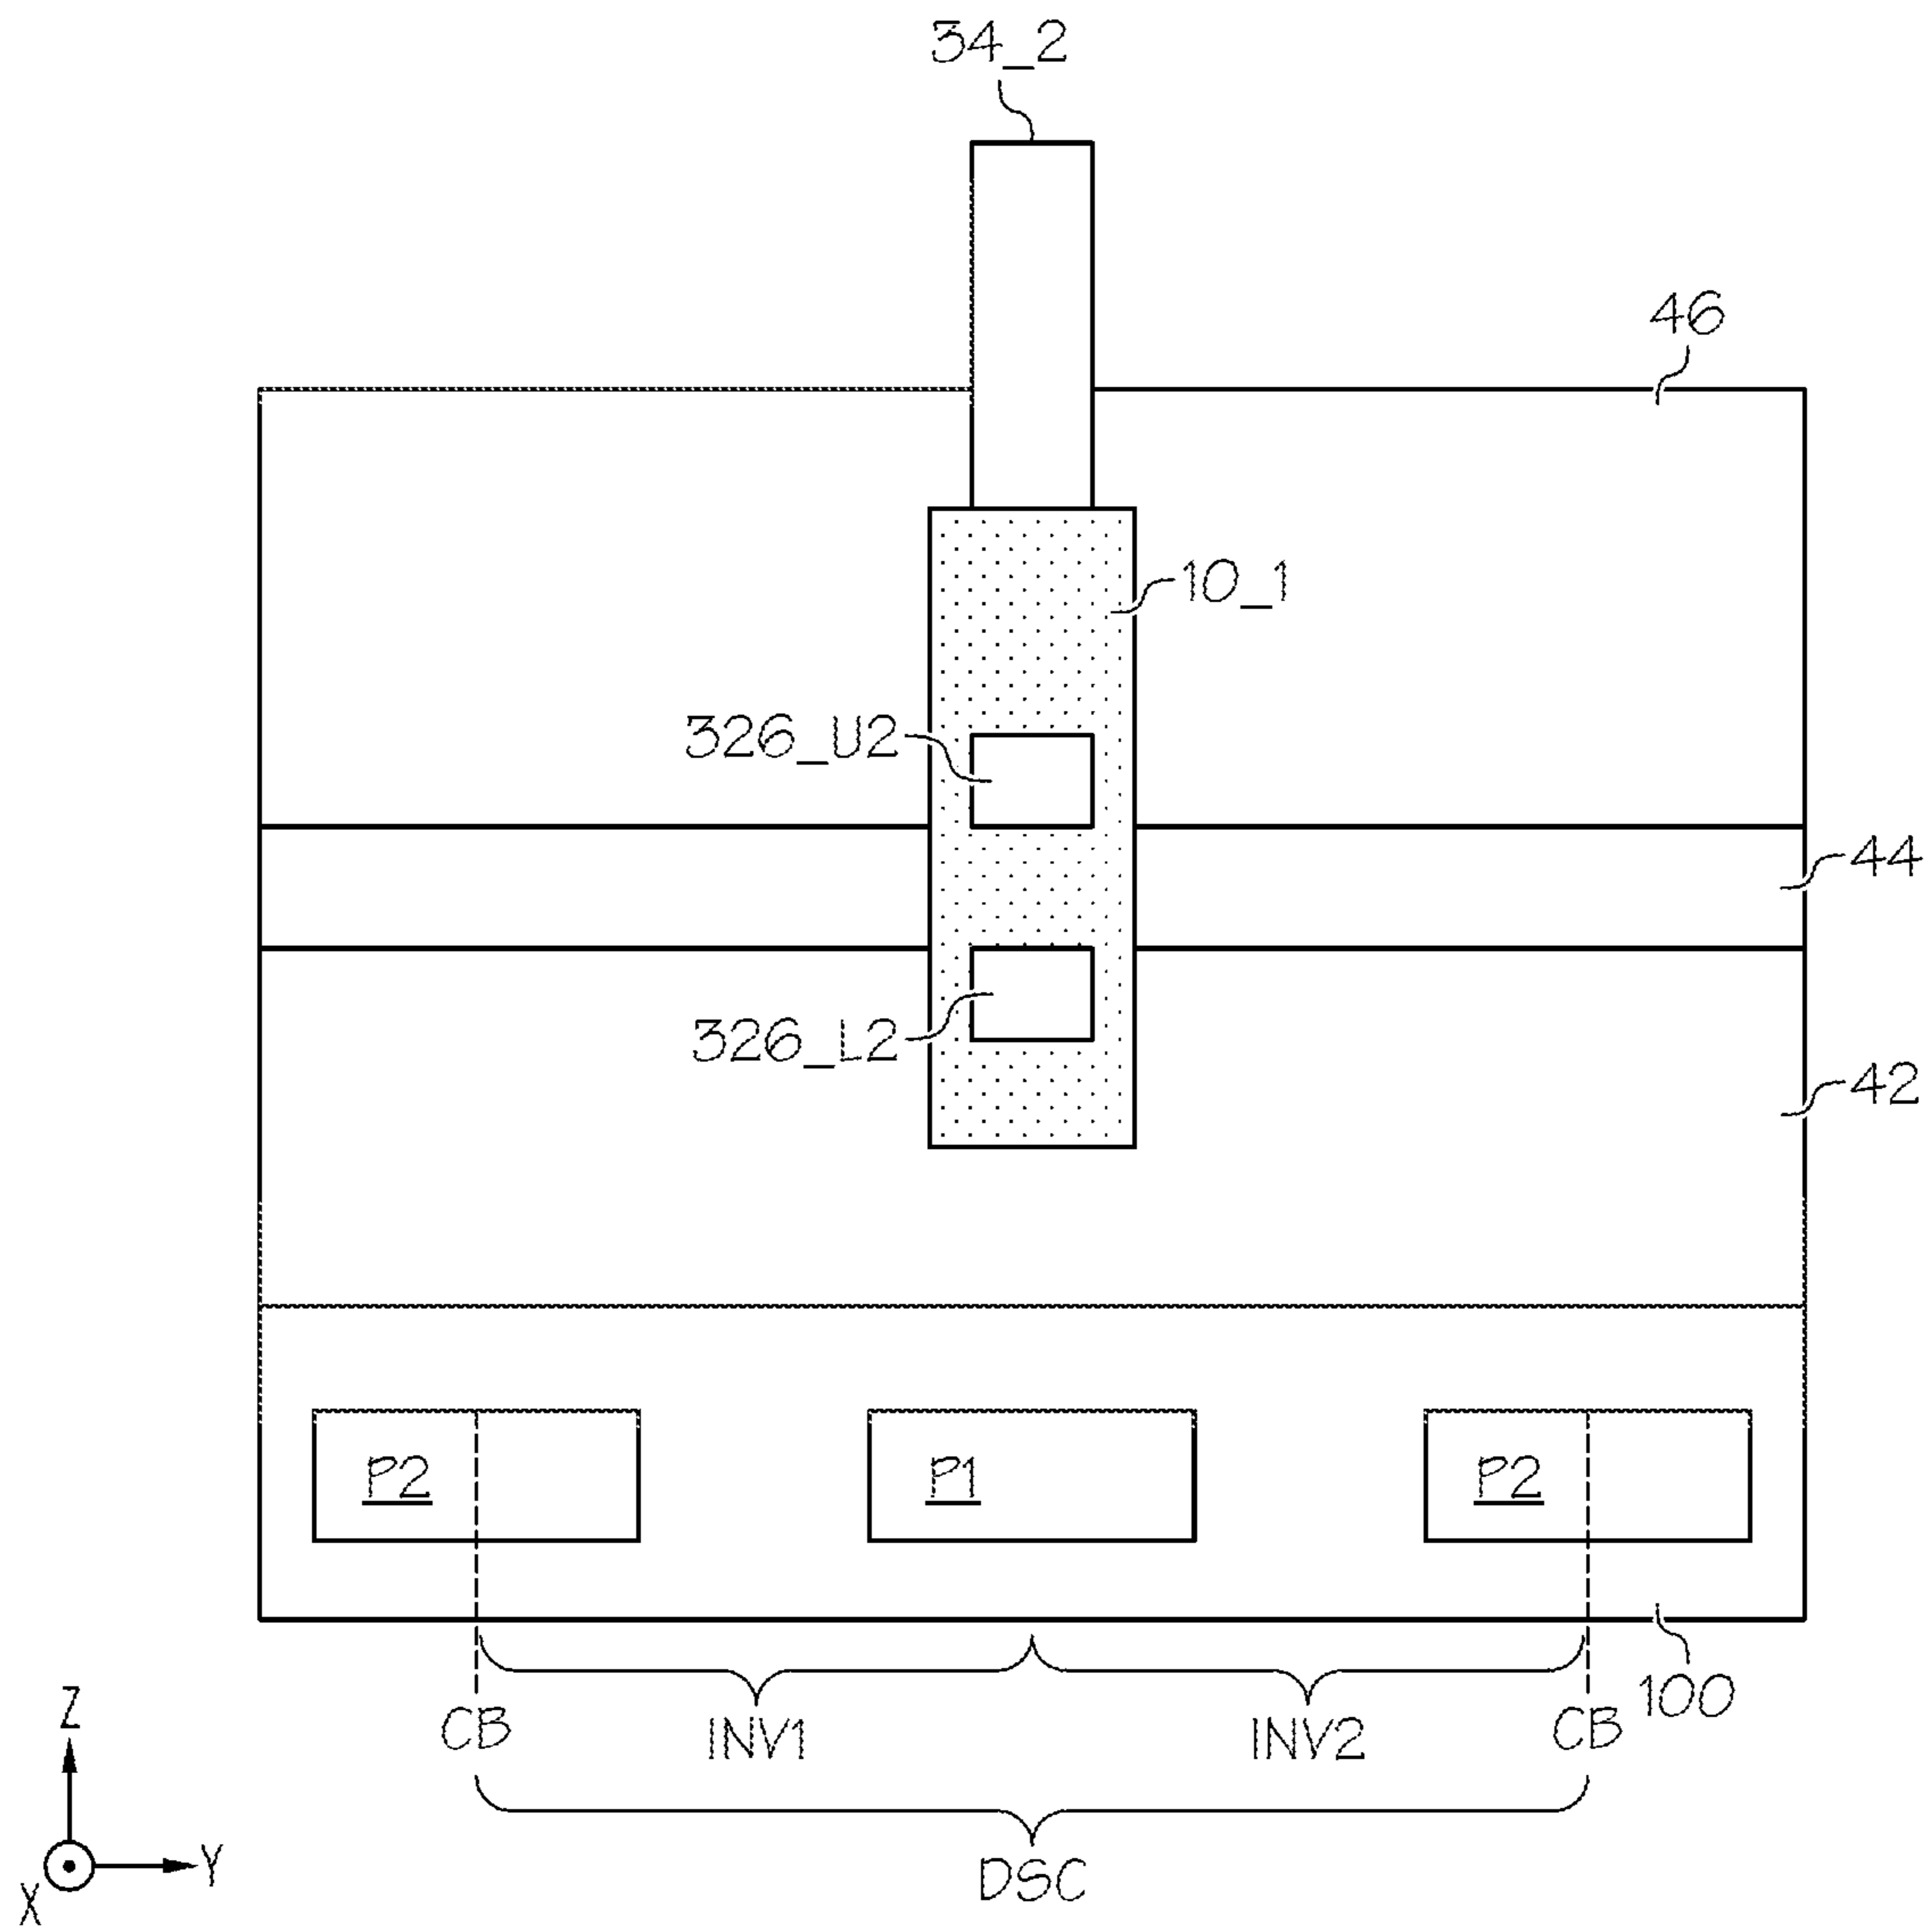 34_2
46
10_1
326_U2
44
326_L2
42
P2 P1 P2
100
Z
CB INV1 INV2 CB
Y
DSC
X